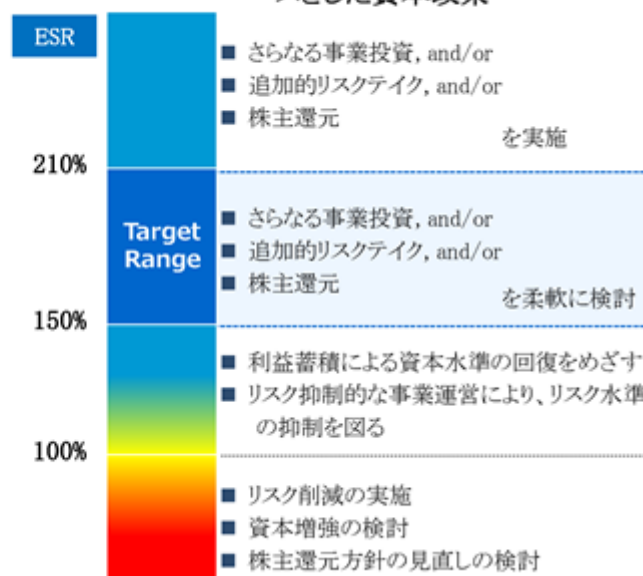 ESR
さらなる事業投資, and/or
追加的リスクテイク, and/or
株主還元
を実施
210%
Target
Range
さらなる事業投資, and/or
追加的リスクテイク, and/or
株主還元
を柔軟に検討
150%
利益蓄積による資本水準の回復をめざす
リスク抑制的な事業運営により、リスク水準
の抑制を図る
100%
リスク削減の実施
資本増強の検討
株主還元方針の見直しの検討